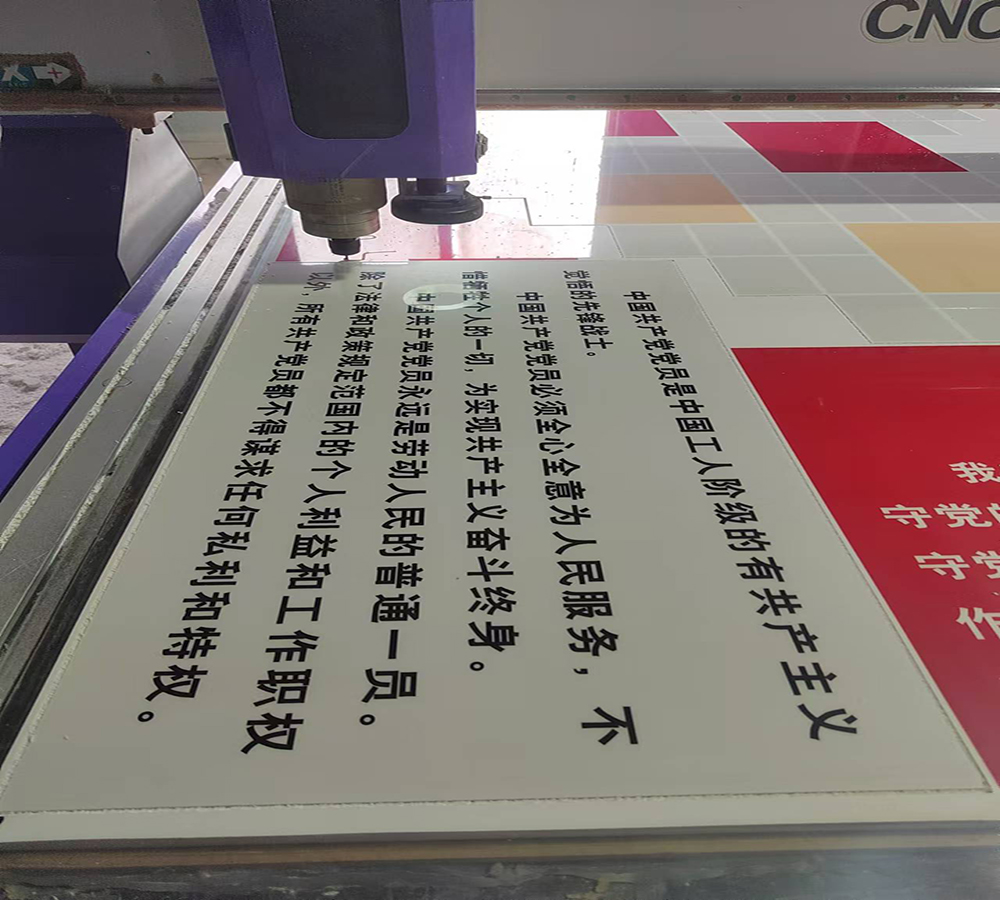 CNC
X
中国共产党党员是中国工人阶级的有共产主义
觉悟的先锋战士。
中国共产党党员必须全心全意为人民服务，不
惜牺牲个人的一切，为实现共产主义奋斗终身。
中国共产党党员永远是劳动人民的普通一员。
除了法律和政策规定范围内的个人利益和工作职权
以外，所有共产党员都不得谋求任何私利和特权。
我
守党
守党
作